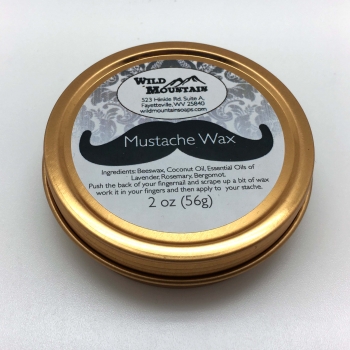 WILD
MOUNTAIN
523 Hinkle Rd. Suite A,
Fayetteville, WV 25840
wildmountainsoaps.com
Mustache Wax
Ingredients: Beeswax, Coconut Oil, Essential Oils of
Lavender, Rosemary, Bergomot.
Push the back of your fingernail and scrape up a bit of wax
work it in your fingers and then apply to your stache.
2 oz (56g)